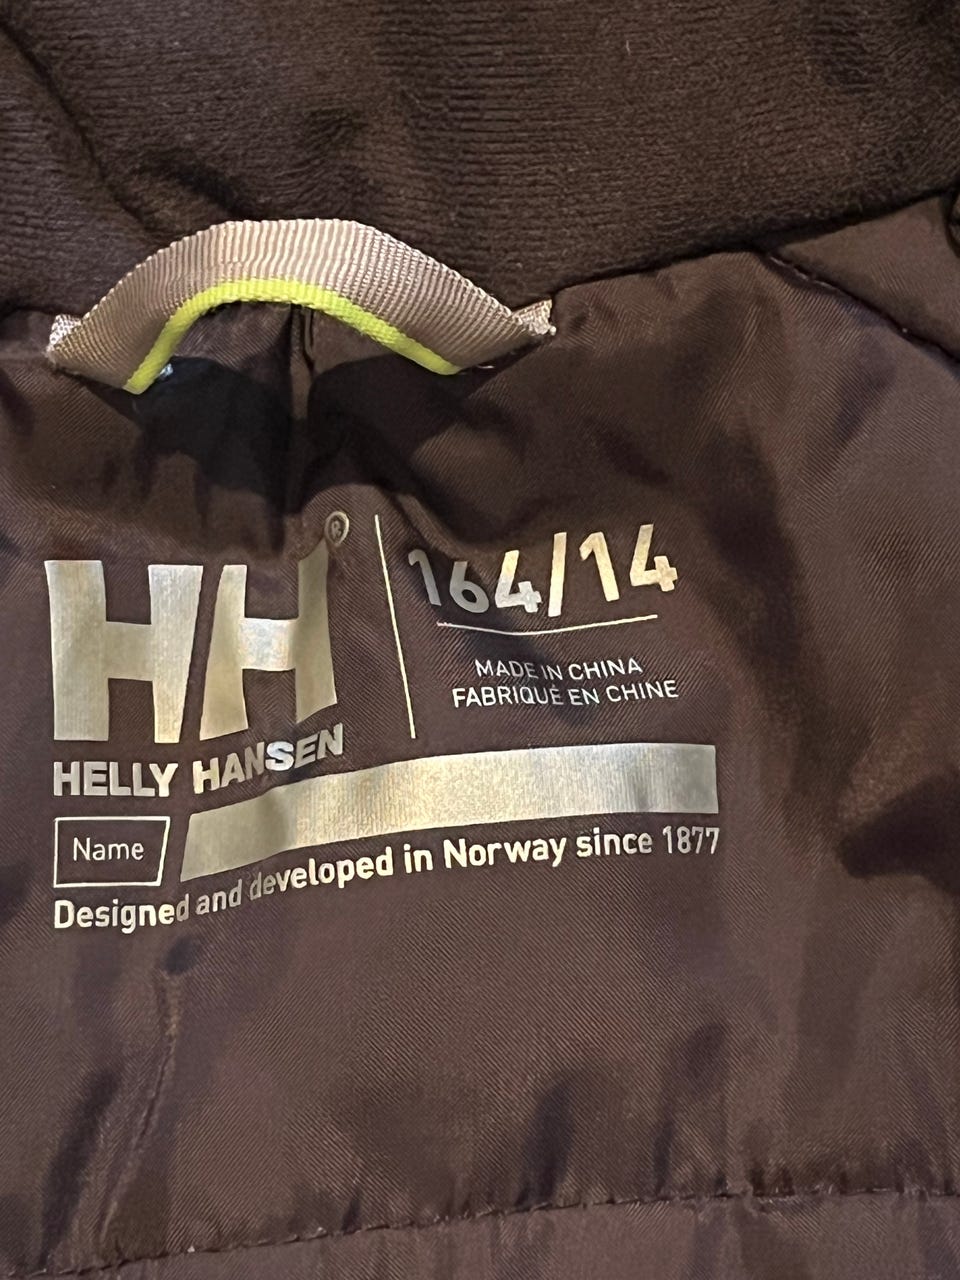 HH®
HELLY HANSEN
164/14
MADE IN CHINA
FABRIQUÉ EN CHINE
Name
Designed and developed in Norway since 1877